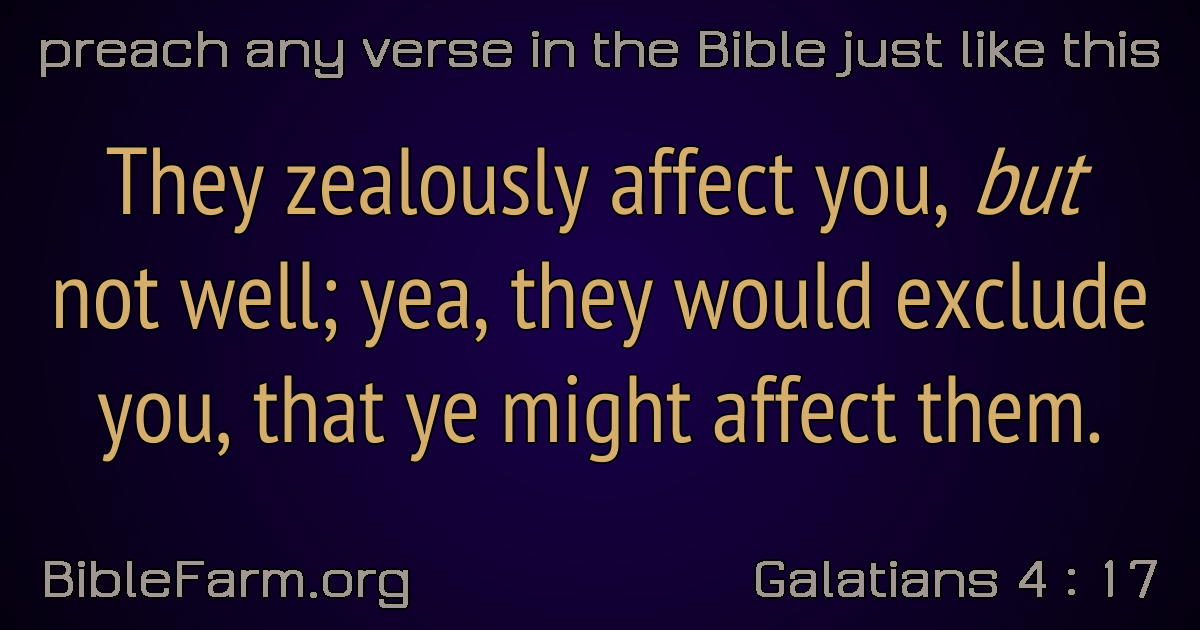 preach any verse in the Bible just like this
They zealously affect you, but
not well; yea, they would exclude
you, that ye might affect them.
BibleFarm.org
Galatians 4 : 17